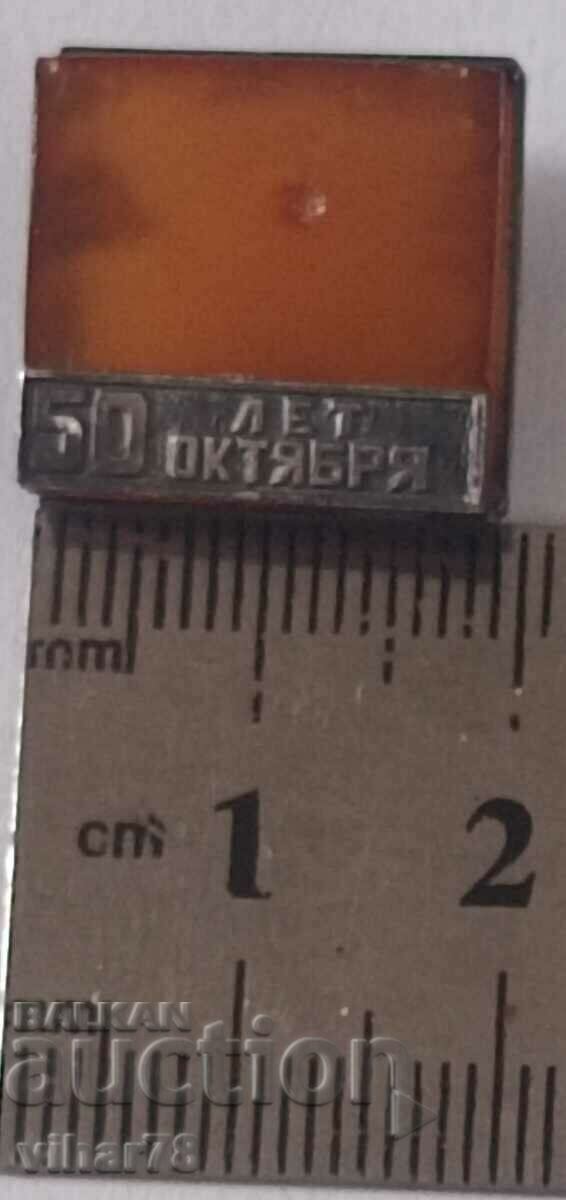 50 ЛЕТ
ОКТЯБРЯ
mm
cm 1 2
BALKAN
auction
vihar78